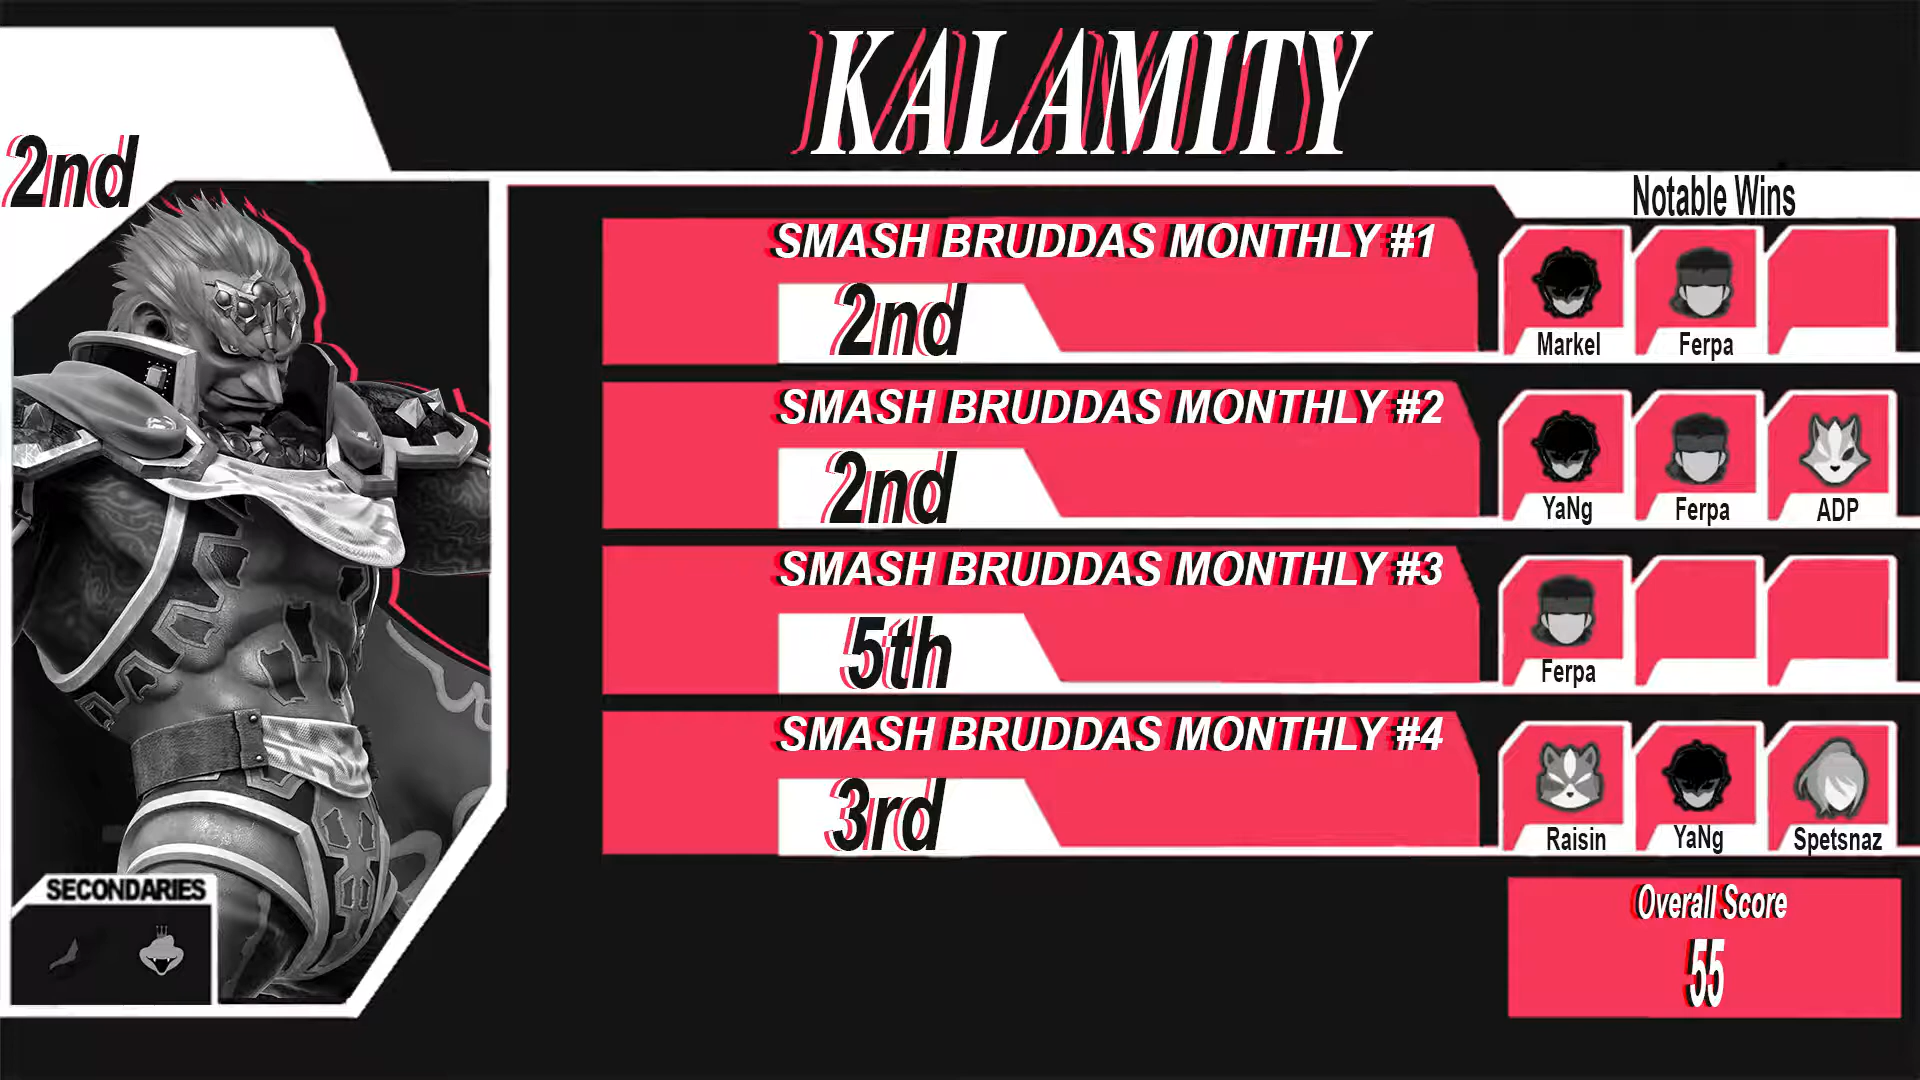 KALAMITY
2nd
Notable Wins
SMASH BRUDDAS MONTHLY #1
2nd
Markel
Ferpa
SMASH BRUDDAS MONTHLY #2
2nd
YaNg
Ferpa
ADP
SMASH BRUDDAS MONTHLY #3
5th
Ferpa
SMASH BRUDDAS MONTHLY #4
3rd
Raisin
YaNg
Spetsnaz
SECONDARIES
Overall Score
55